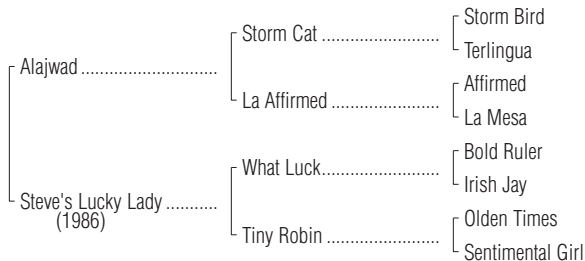 Storm Bird
Storm Cat ..........................
Terlingua
Alajwad ..............................
Affirmed
La Affirmed ........................
La Mesa
Bold Ruler
What Luck..........................
Irish Jay
Steve's Lucky Lady ...........
(1986)
Olden Times
Tiny Robin .........................
Sentimental Girl